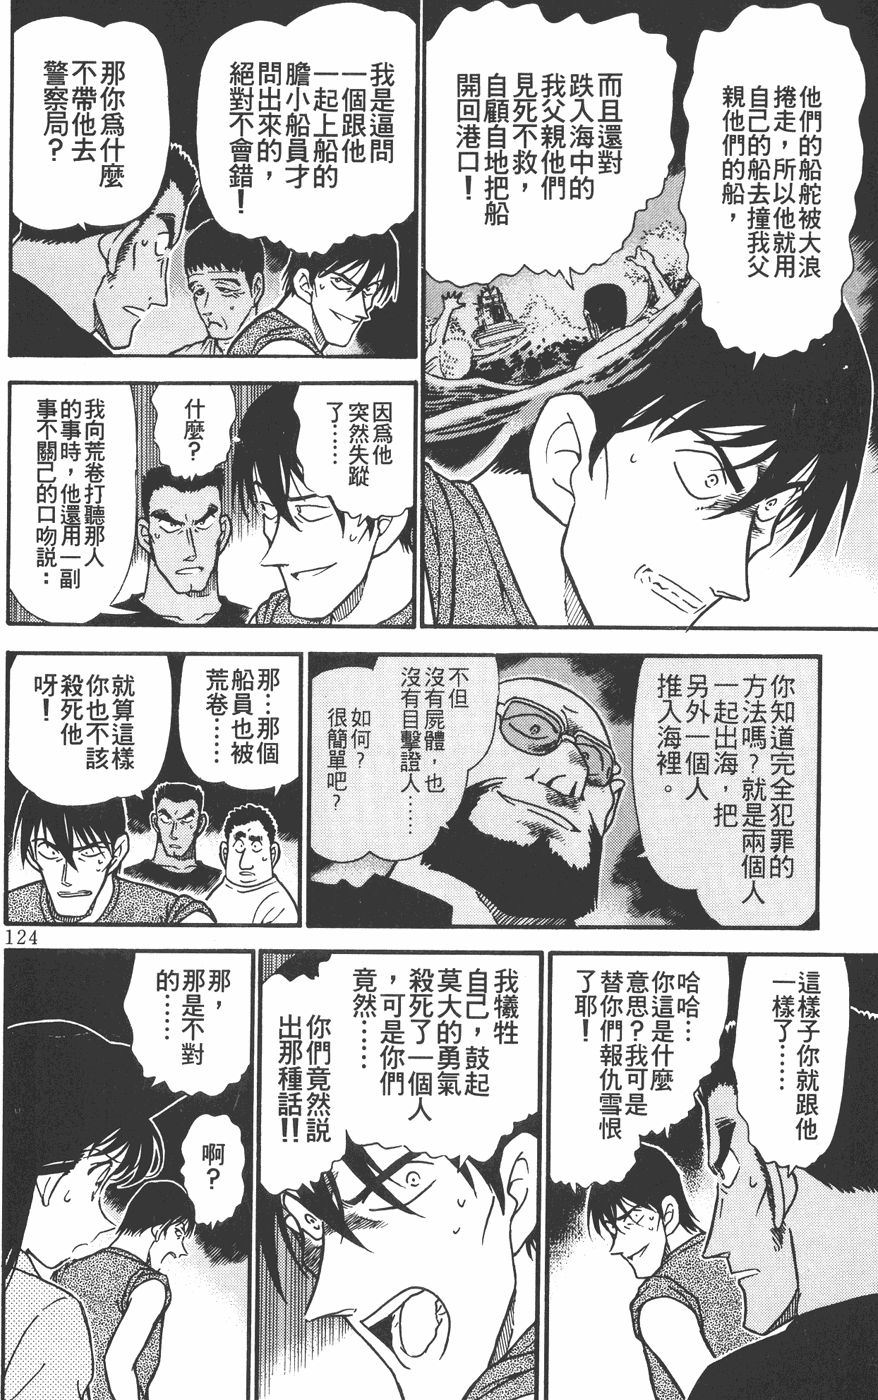 他們的船舵被大浪
捲走，所以他就用
自己的船去撞我父
親他們的船，
而且還對
跌入海中的
我父親他們
見死不救，
自顧自地把船
開回港口！
我是逼問
一個跟他
一起上船的
膽小船員才
問出來的，
絕對不會錯！
那你為什麼
不帶他去
警察局？
因為他
突然失蹤
了……
什麼？
我向荒卷打聽那人
的事時，他還用一副
事不關己的口吻說：
你知道完全犯罪的
方法嗎？就是兩個人
一起出海，把
另外一個人
推入海裡。
不但
沒有屍體，也
沒有目擊證人……
如何？
很簡單吧？
那…那個
船員也被
荒卷……
就算這樣
你也不該
殺死他
呀！
124
這樣子你就跟他
一樣了……
哈哈…
你這是什麼
意思？我可是
替你們報仇雪恨
了耶！
我犧牲
自己，鼓起
莫大的勇氣
殺死了一個人
，可是你們
竟然……
你們竟然說
出那種話！！
那，
那是不對
的……
啊？